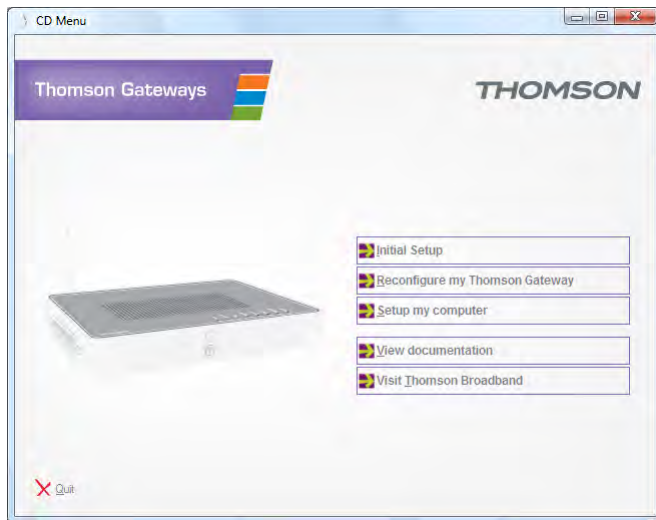 CD Menu
Thomson Gateways
THOMSON
Initial Setup
Reconfigure my Thomson Gateway
Setup my computer
View documentation
Visit Thomson Broadband
Quit